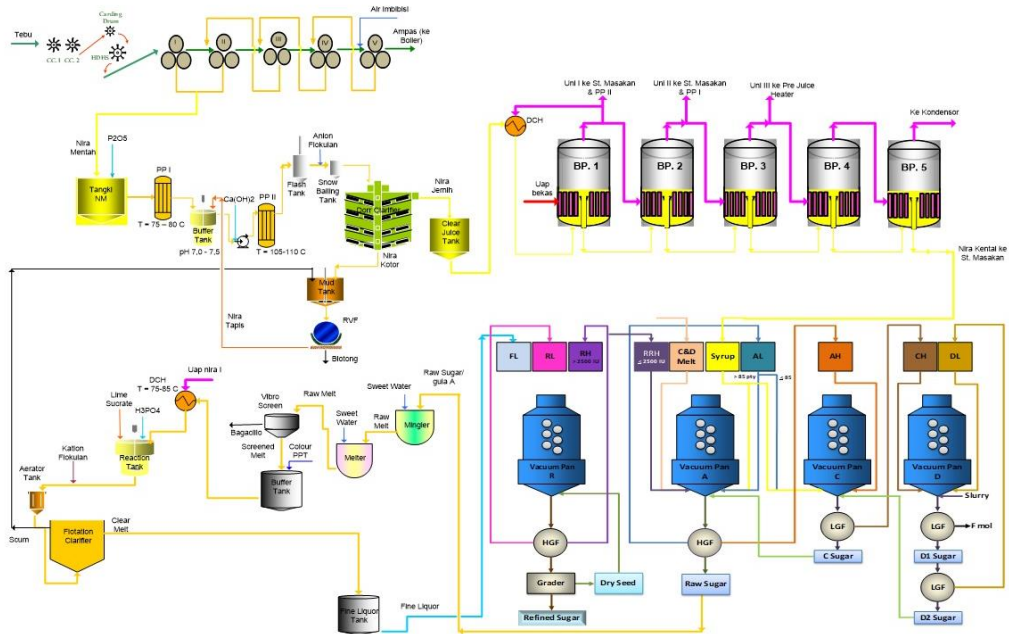 Tebu
Carding
Drum
CC. 1
CC. 2
HDHS
I
II
III
IV
V
Air Imbibisi
Ampas (ke
Boiler)
Nira
Mentah
P2O5
Tangki
NM
PP I
T = 75 – 80 C
Buffer
Tank
pH 7,0 - 7,5
Ca(OH)2
PP II
T = 105-110 C
Flash
Tank
Anion
Flokulan
Snow
Balling
Tank
Dorr Clarifier
Nira
Jernih
Clear
Juice
Tank
Nira
Kotor
Mud
Tank
RVF
Blotong
Nira
Tapis
Uni I ke St. Masakan
& PP II
Uni II ke St. Masakan
& PP I
Uni III ke Pre Juice
Heater
Ke Kondensor
DCH
Uap
bekas
BP. 1
BP. 2
BP. 3
BP. 4
BP. 5
Nira Kental ke
St. Masakan
FL
RL
RH
> 2500 IU
RRH
≤ 2500 IU
C&D
Melt
Syrup
AL
AH
CH
DL
> 85 pty
Vacuum Pan
R
Vacuum Pan
A
Vacuum Pan
C
Vacuum Pan
D
Slurry
HGF
HGF
LGF
LGF
F mol
Grader
Dry Seed
Refined Sugar
Raw Sugar
C Sugar
D1 Sugar
LGF
D2 Sugar
Raw Sugar/
gula A
Sweet Water
Mingler
Raw
Melt
Sweet
Water
Melter
Raw Melt
Vibro
Screen
Bagacillo
Screened
Melt
Colour
PPT
Buffer
Tank
Uap nira I
DCH
T = 75-85 C
Lime
Sucrate
H3PO4
Reaction
Tank
Kation
Flokulan
Aerator
Tank
Scum
Flotation
Clarifier
Clear
Melt
Fine Liquor
Tank
Fine Liquor